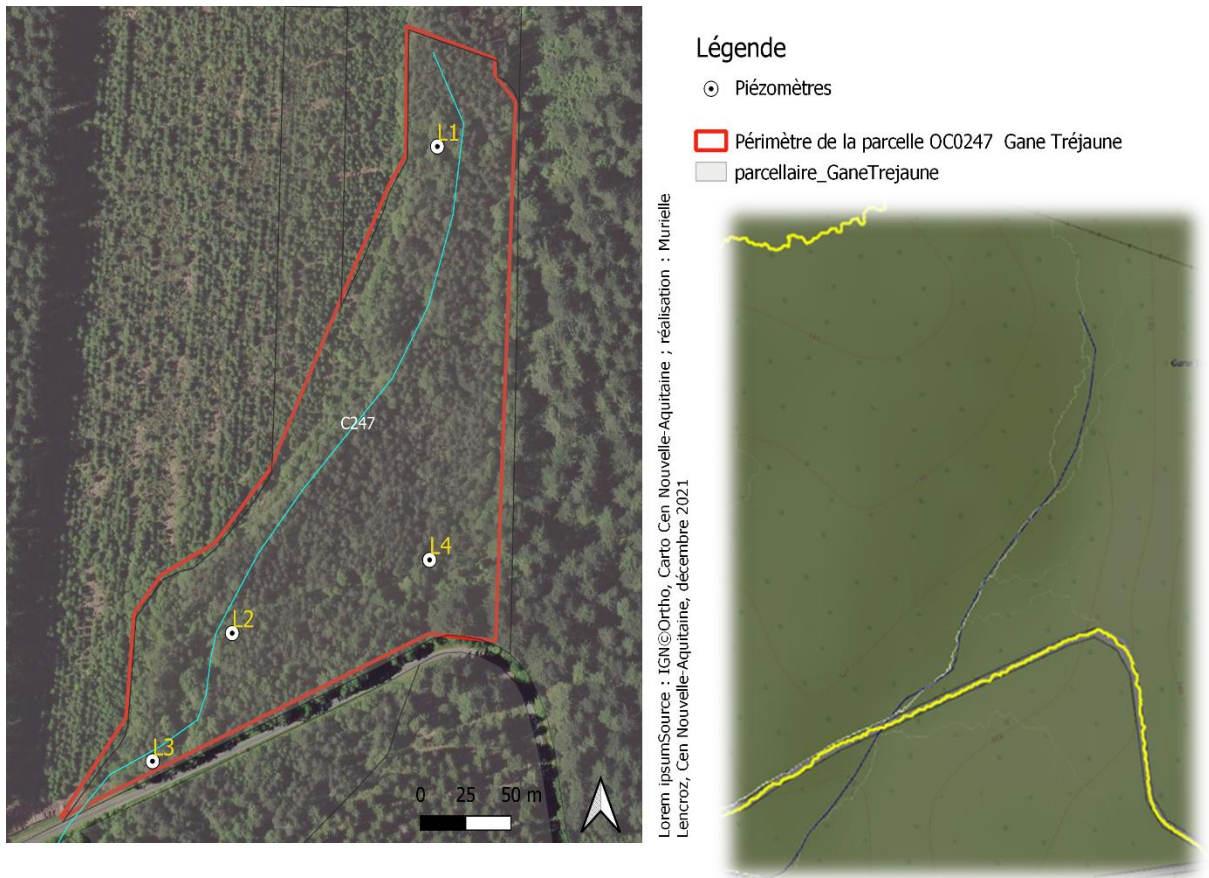 L1
C247
L4
L2
L3
0 25 50 m
Légende
Piézomètres
Périmètre de la parcelle OC0247 Gane Tréjaune
parcellaire_GaneTrejaune
Lorem ipsumSource : IGN©Ortho, Carto Cen Nouvelle-Aquitaine ; réalisation : Murielle
Lencroz, Cen Nouvelle-Aquitaine, décembre 2021